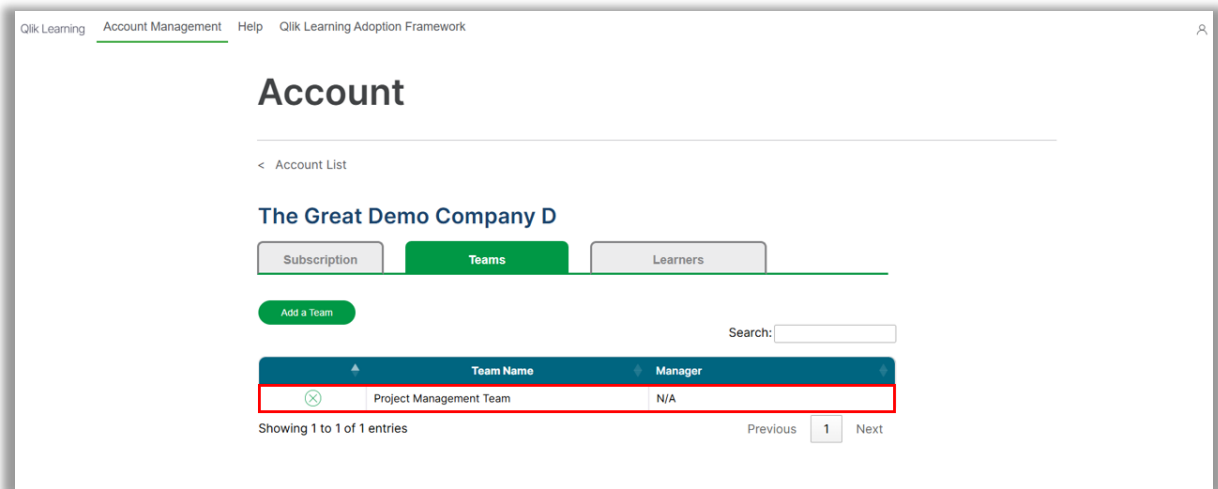 Qlik Learning Account Management Help Qlik Learning Adoption Framework
Account
< Account List
The Great Demo Company D
Subscription Teams Learners
Add a Team
Search:
Team Name Manager
Project Management Team N/A
Showing 1 to 1 of 1 entries Previous 1 Next